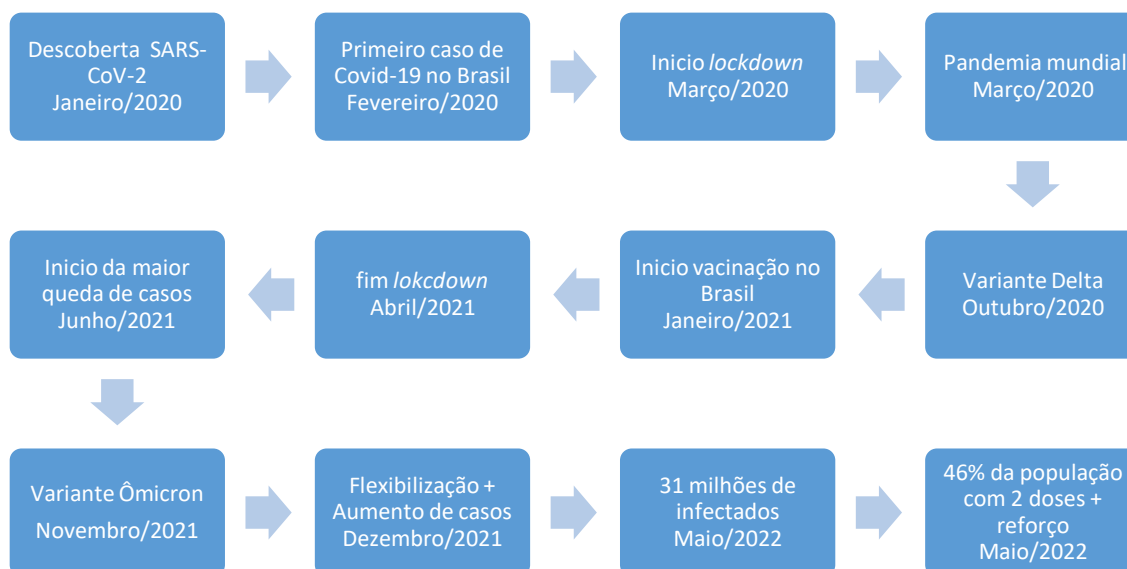 Descoberta SARS-
CoV-2
Janeiro/2020
Primeiro caso de
Covid-19 no Brasil
Fevereiro/2020
Inicio lockdown
Março/2020
Pandemia mundial
Março/2020
Variante Delta
Outubro/2020
Inicio vacinação no
Brasil
Janeiro/2021
fim lokcdown
Abril/2021
Inicio da maior
queda de casos
Junho/2021
Variante Ômicron
Novembro/2021
Flexibilização +
Aumento de casos
Dezembro/2021
31 milhões de
infectados
Maio/2022
46% da população
com 2 doses +
reforço
Maio/2022